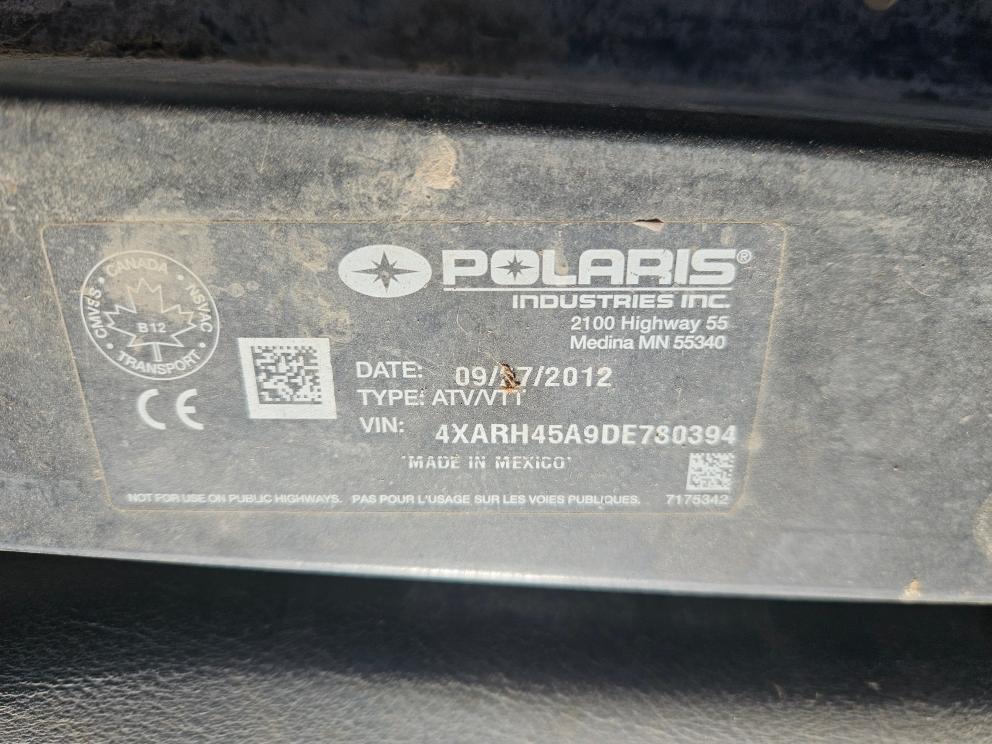 CANADA
CMVSS NSVAC
B12
TRANSPORT
CE
POLARIS®
INDUSTRIES INC.
2100 Highway 55
Medina MN 55340
DATE:
TYPE: ATV/VTT
VIN: 4XARH45A9DE780394
"MADE IN MEXICO"
NOT FOR USE ON PUBLIC HIGHWAYS. PAS POUR L'USAGE SUR LES VOIES PUBLIQUES. 7175342